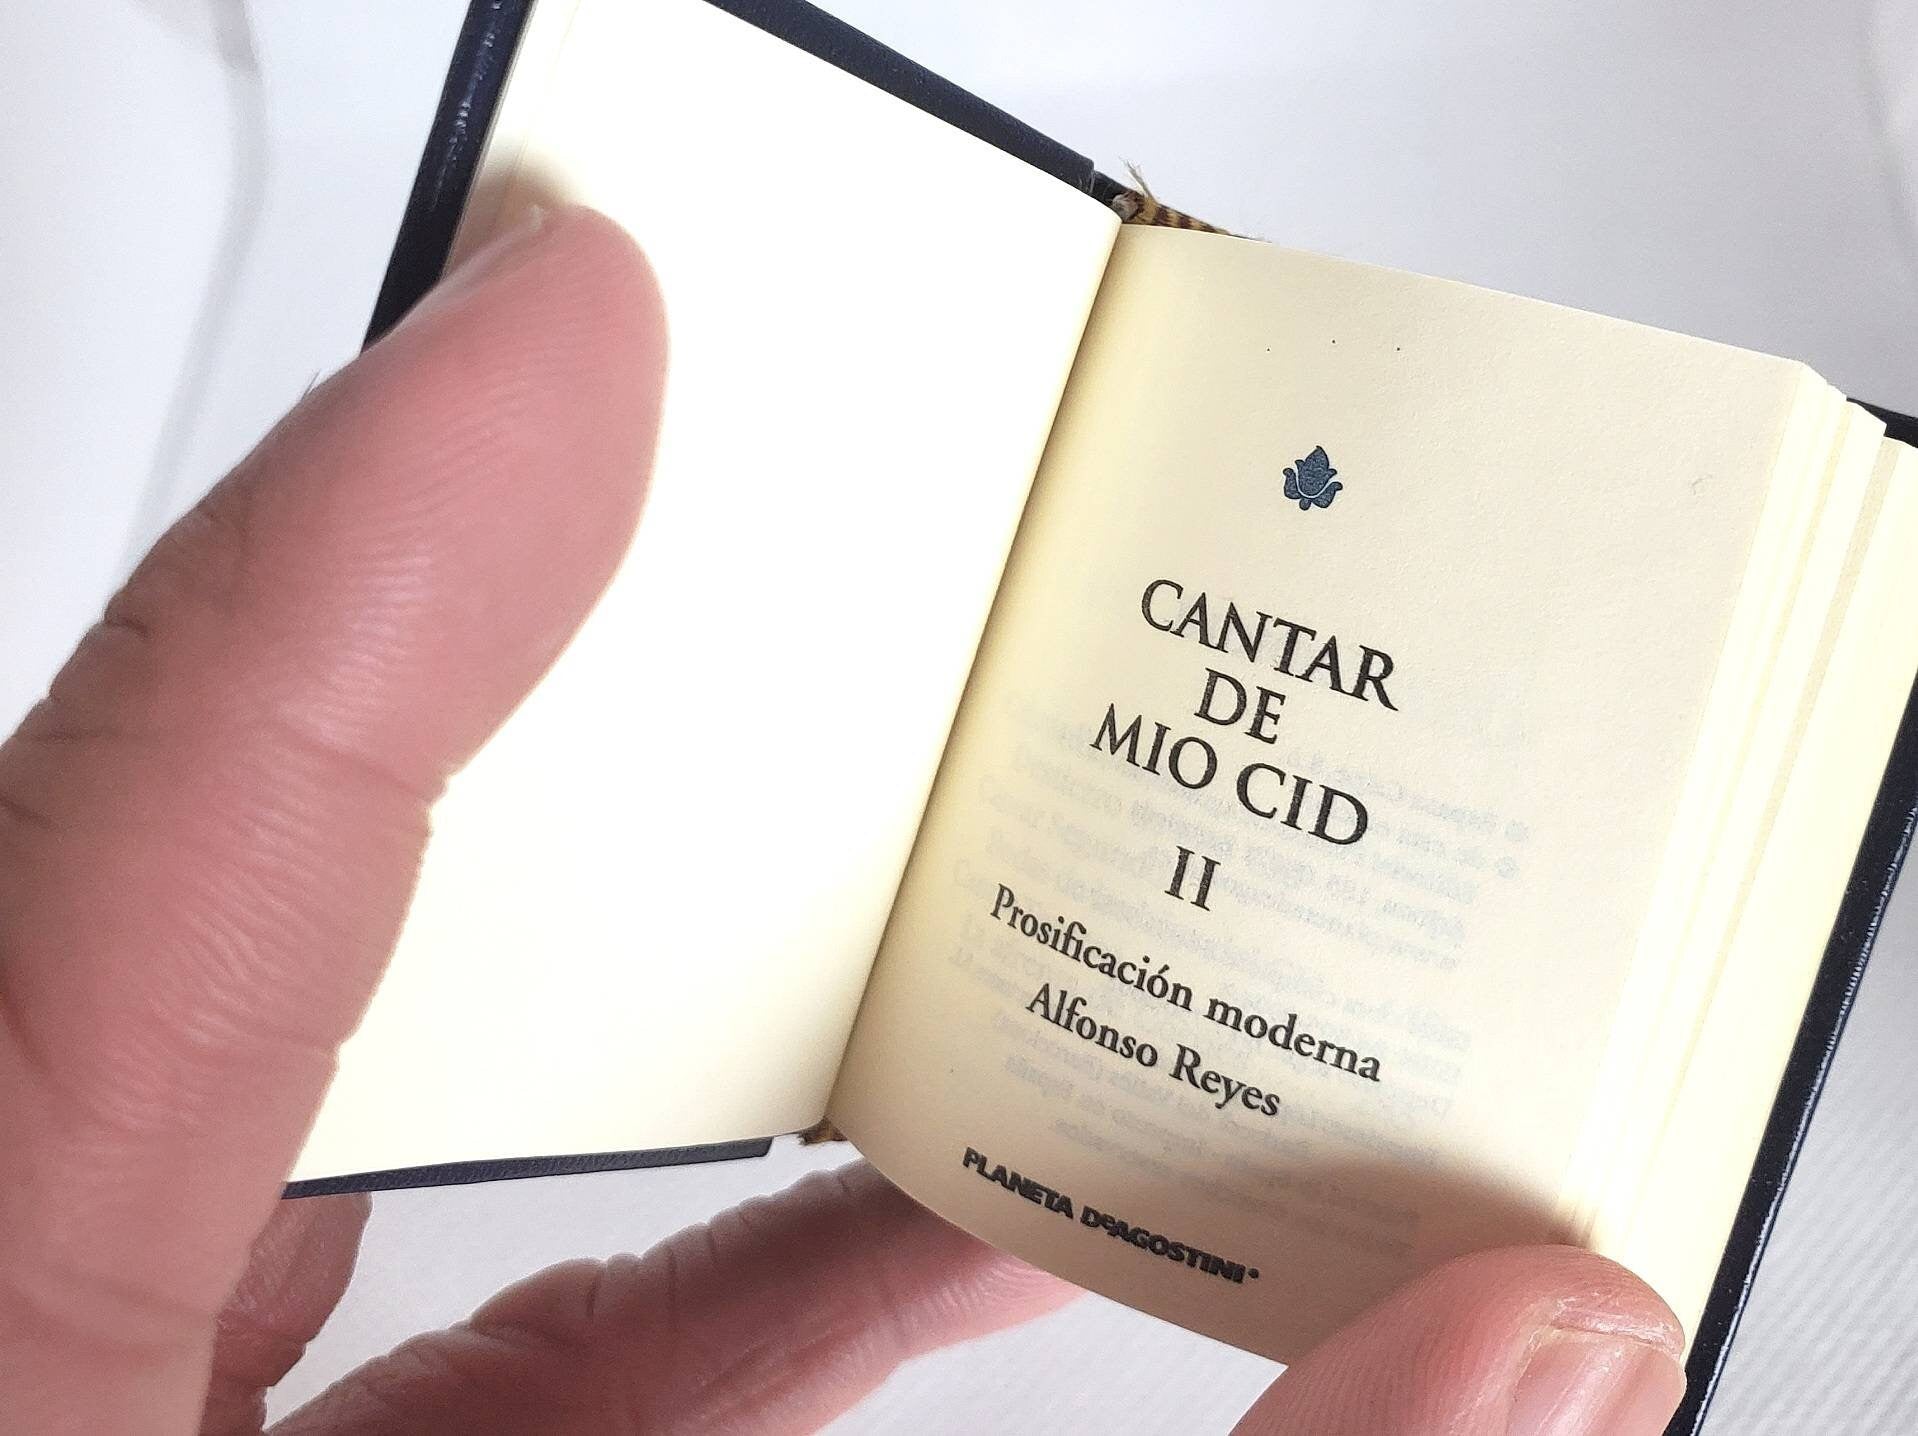 CANTAR
DE
MIO CID
II
Prosificación moderna
Alfonso Reyes
PLANETA DeAGOSTINI